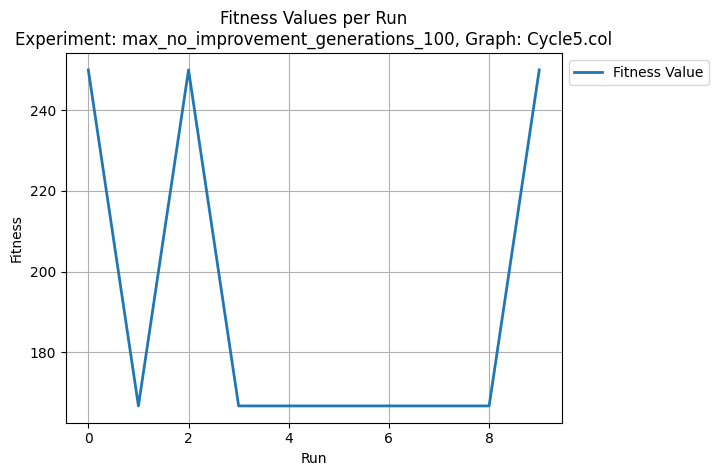 Fitness Values per Run
Experiment: max_no_improvement_generations_100, Graph: Cycle5.col
Fitness Value
240
220
200
180
Fitness
0 2 4 6 8
Run